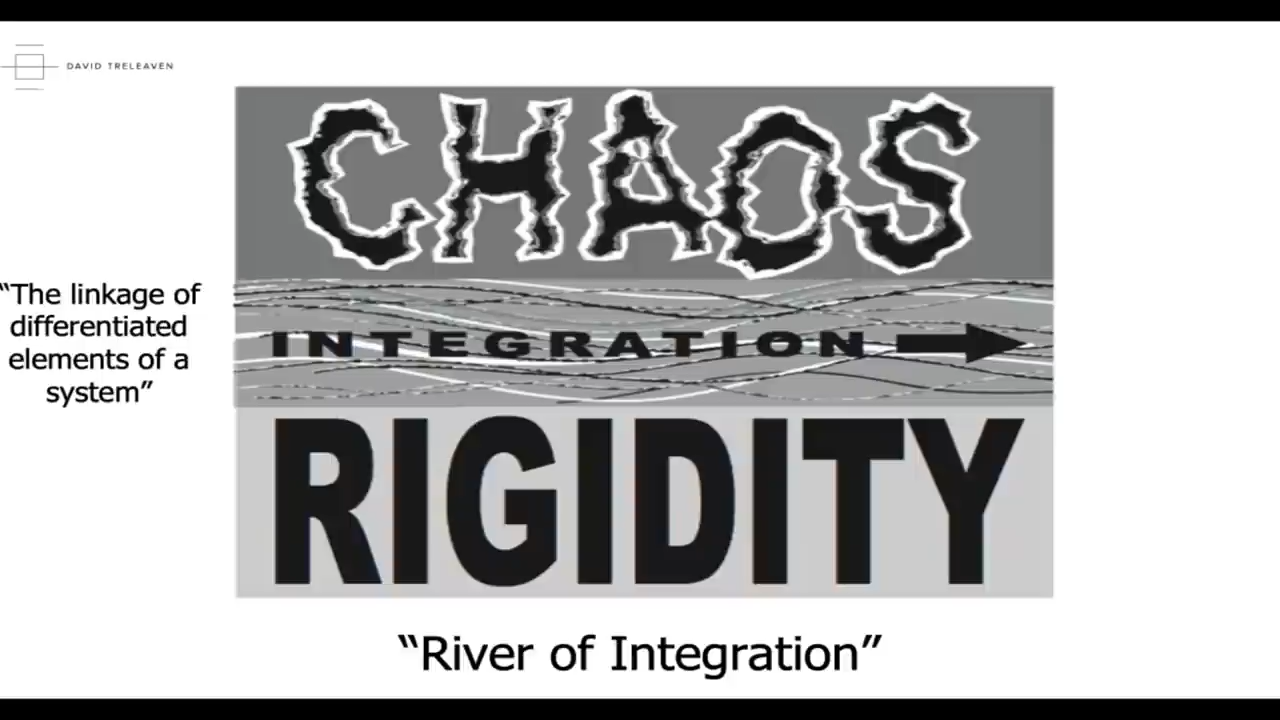 DAVID TRELEAVEN
CHAOS
“The linkage of
differentiated
elements of a
system”
INTEGRATION
RIGIDITY
“River of Integration”